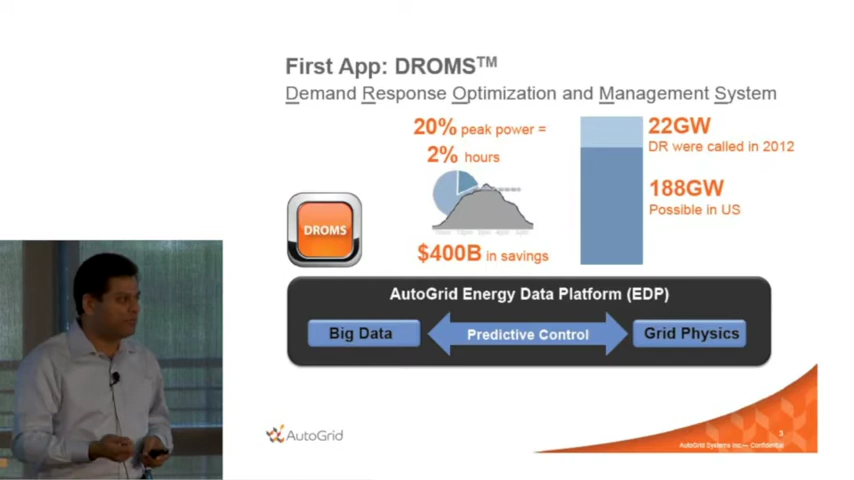 First App: DROMS™
Demand Response Optimization and Management System
20% peak power =
2% hours
$400B in savings
22GW
DR were called in 2012
188GW
Possible in US
DROMS
AutoGrid Energy Data Platform (EDP)
Big Data
Predictive Control
Grid Physics
AutoGrid
3
AutoGrid Systems Inc.— Confidential